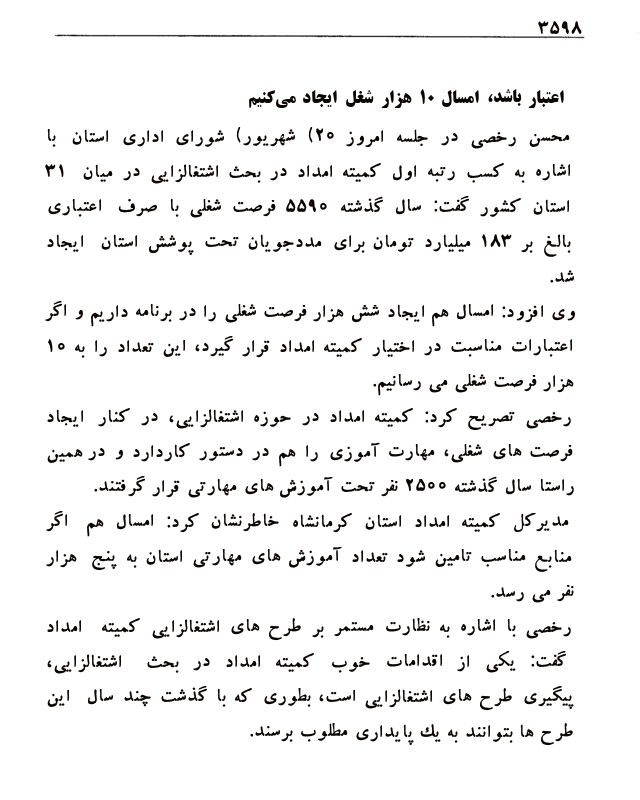 ۳۵۹۸
اعتبار باشد، امسال ۱۰ هزار شغل ایجاد می‌کنیم
محسن رخصی در جلسه امروز ۲۰) شهریور) شورای اداری استان با
اشاره به کسب رتبه اول کمیته امداد در بحث اشتغالزایی در میان ۳۱
استان کشور گفت: سال گذشته ۵۵۹۰ فرصت شغلی با صرف اعتباری
بالغ بر ۱۸۳ میلیارد تومان برای مددجویان تحت پوشش استان ایجاد
شد.
وی افزود: امسال هم ایجاد شش هزار فرصت شغلی را در برنامه داریم و اگر
اعتبارات مناسبت در اختیار کمیته امداد قرار گیرد، این تعداد را به ۱۰
هزار فرصت شغلی می رسانیم.
رخصی تصریح کرد: کمیته امداد در حوزه اشتغالزایی، در کنار ایجاد
فرصت های شغلی، مهارت آموزی را هم در دستور کاردارد و در همین
راستا سال گذشته ۲۵۰۰ نفر تحت آموزش های مهارتی قرار گرفتند.
مدیرکل کمیته امداد استان کرمانشاه خاطرنشان کرد: امسال هم اگر
منابع مناسب تامین شود تعداد آموزش های مهارتی استان به پنج هزار
نفر می رسد.
رخصی با اشاره به نظارت مستمر بر طرح های اشتغالزایی کمیته امداد
گفت: یکی از اقدامات خوب کمیته امداد در بحث اشتغالزایی،
پیگیری طرح های اشتغالزایی است، بطوری که با گذشت چند سال این
طرح ها بتوانند به یك پایداری مطلوب برسند.